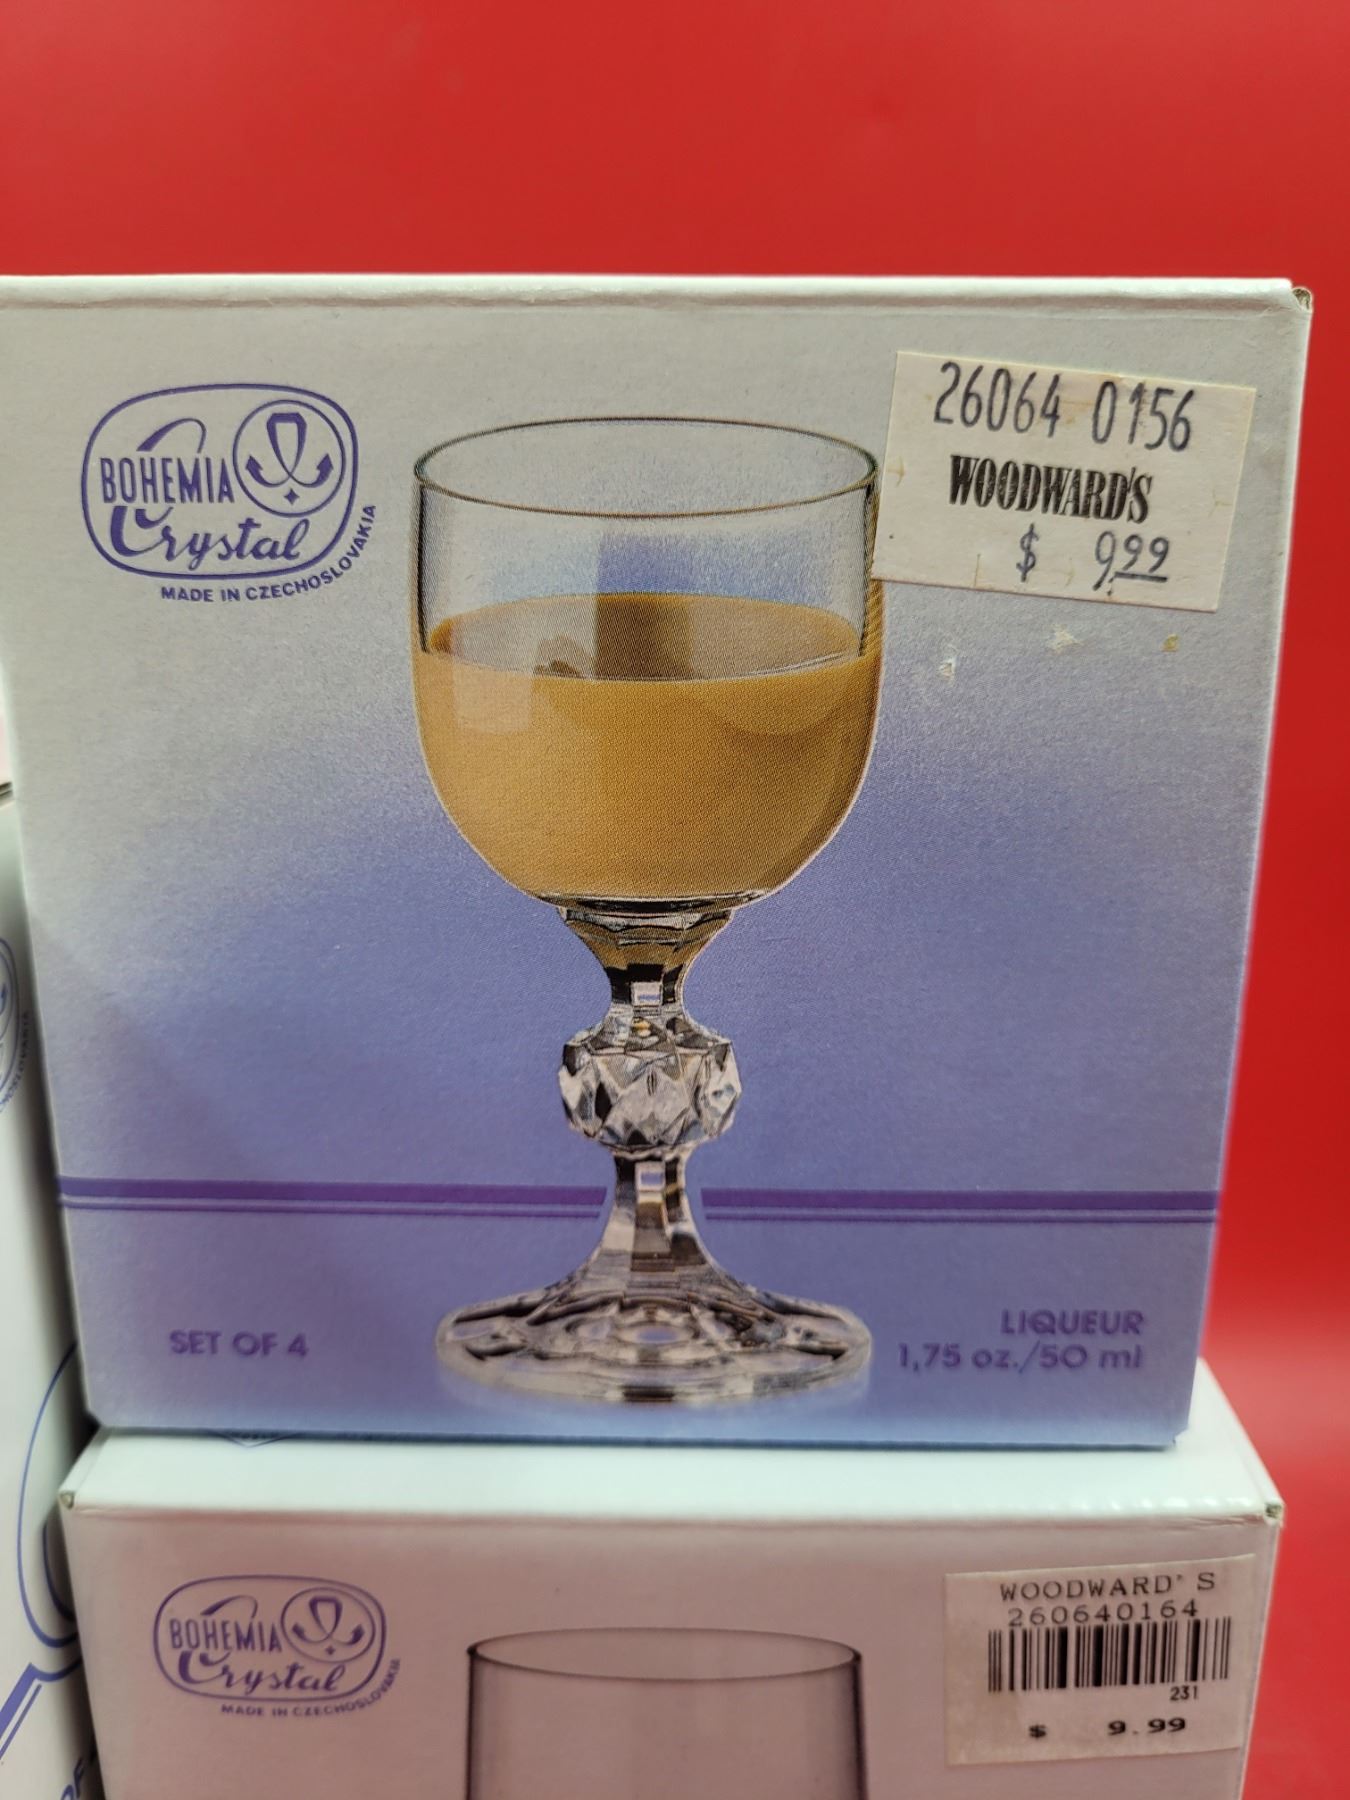 BOHEMIA
Crystal
MADE IN CZECHOSLOVAKIA
26064 0156
WOODWARD'S
$ 9.99
SET OF 4
LIQUEUR
1,75 oz./50 ml
BOHEMIA
Crystal
MADE IN CZECHOSLOVAKIA
WOODWARD'S
260640164
231
$ 9.99